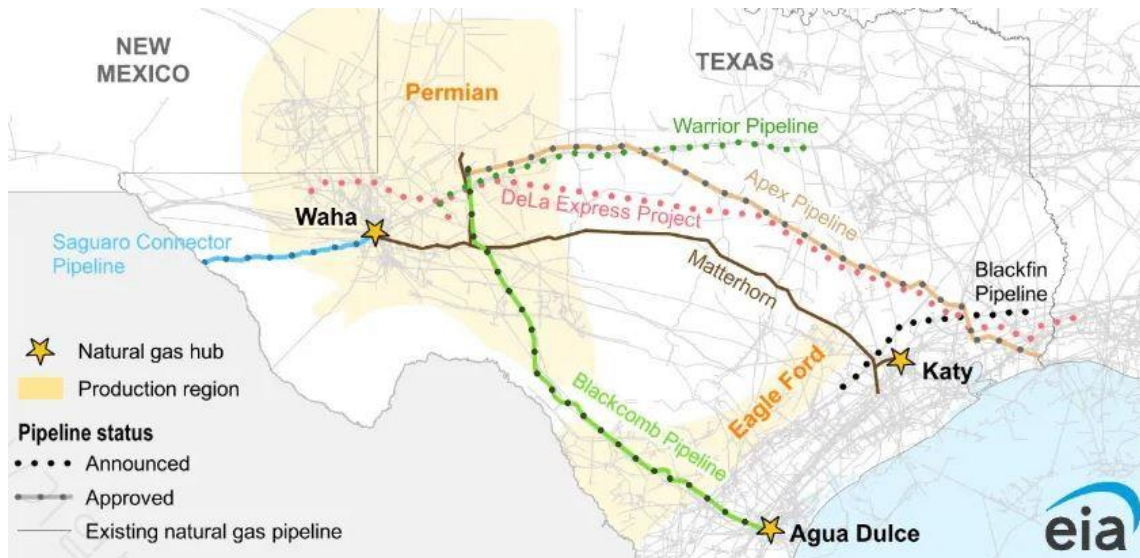 NEW
MEXICO
TEXAS
Permian
Warrior Pipeline
Apex Pipeline
DeLa Express Project
Waha
Saguaro Connector
Pipeline
Matterhorn
Blackfin
Pipeline
Katy
Eagle Ford
Blackcomb Pipeline
Agua Dulce
Natural gas hub
Production region
Pipeline status
Announced
Approved
Existing natural gas pipeline
eia